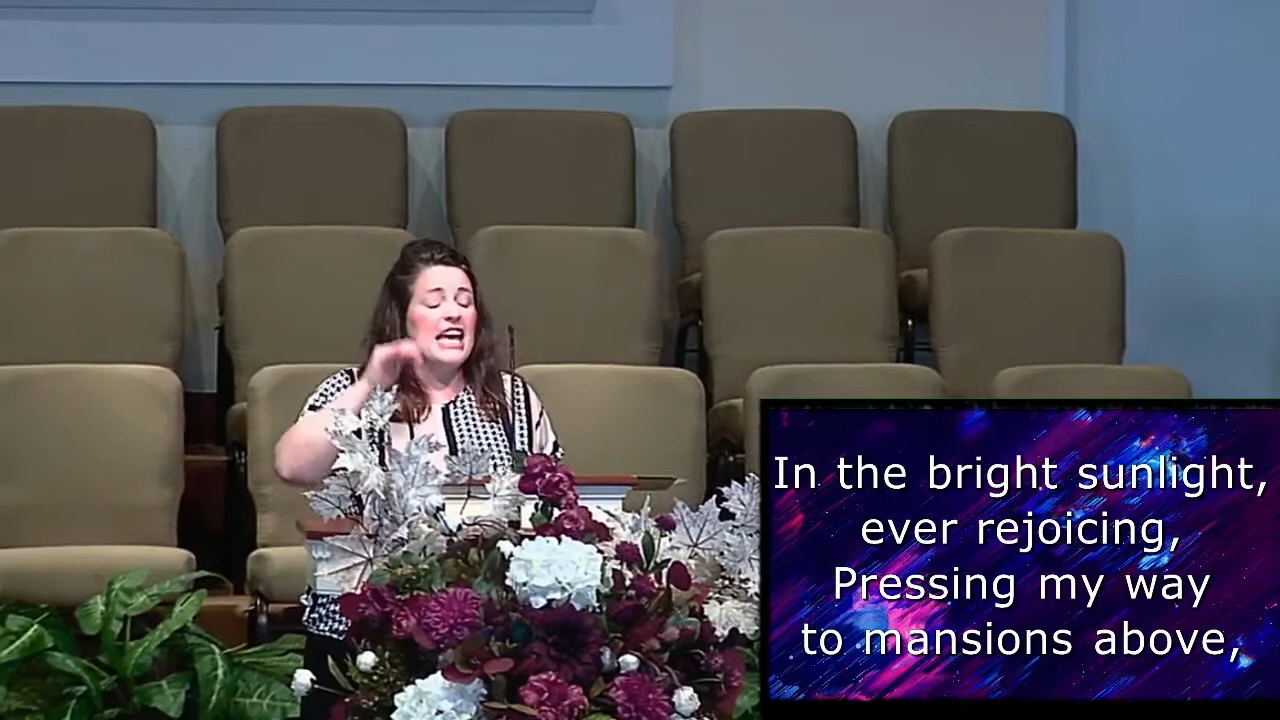 In the bright sunlight,
ever rejoicing,
Pressing my way
to mansions above,